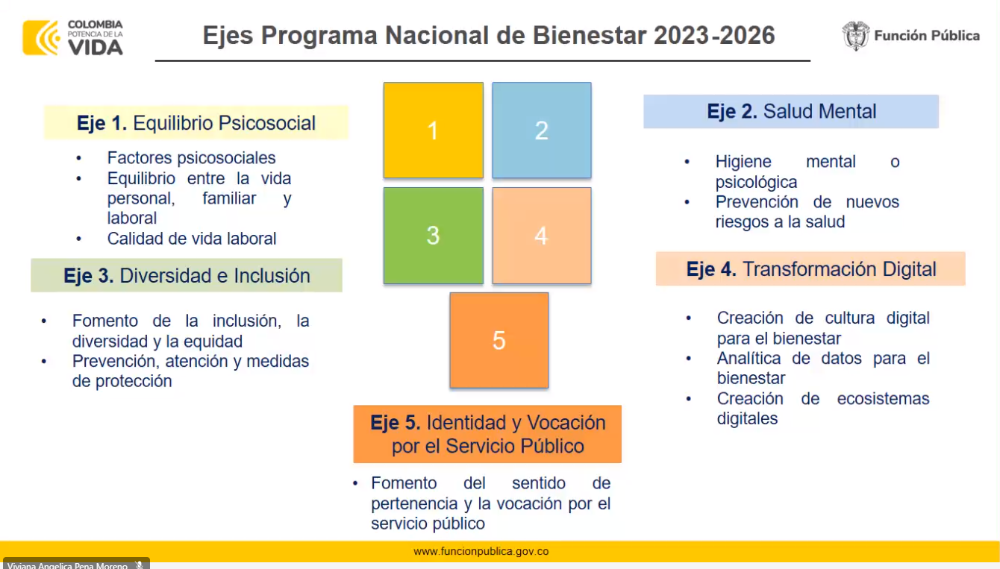 COLOMBIA
POTENCIA DE LA
VIDA
Ejes Programa Nacional de Bienestar 2023-2026
Función Pública
Eje 1. Equilibrio Psicosocial
• Factores psicosociales
• Equilibrio entre la vida
personal, familiar y
laboral
• Calidad de vida laboral
1
2
3
4
5
Eje 2. Salud Mental
• Higiene mental o
psicológica
• Prevención de nuevos
riesgos a la salud
Eje 3. Diversidad e Inclusión
• Fomento de la inclusión, la
diversidad y la equidad
• Prevención, atención y medidas
de protección
Eje 4. Transformación Digital
• Creación de cultura digital
para el bienestar
• Analítica de datos para el
bienestar
• Creación de ecosistemas
digitales
Eje 5. Identidad y Vocación
por el Servicio Público
• Fomento del sentido de
pertenencia y la vocación por el
servicio público
www.funcionpublica.gov.co
Viviana Angelica Pena Moreno